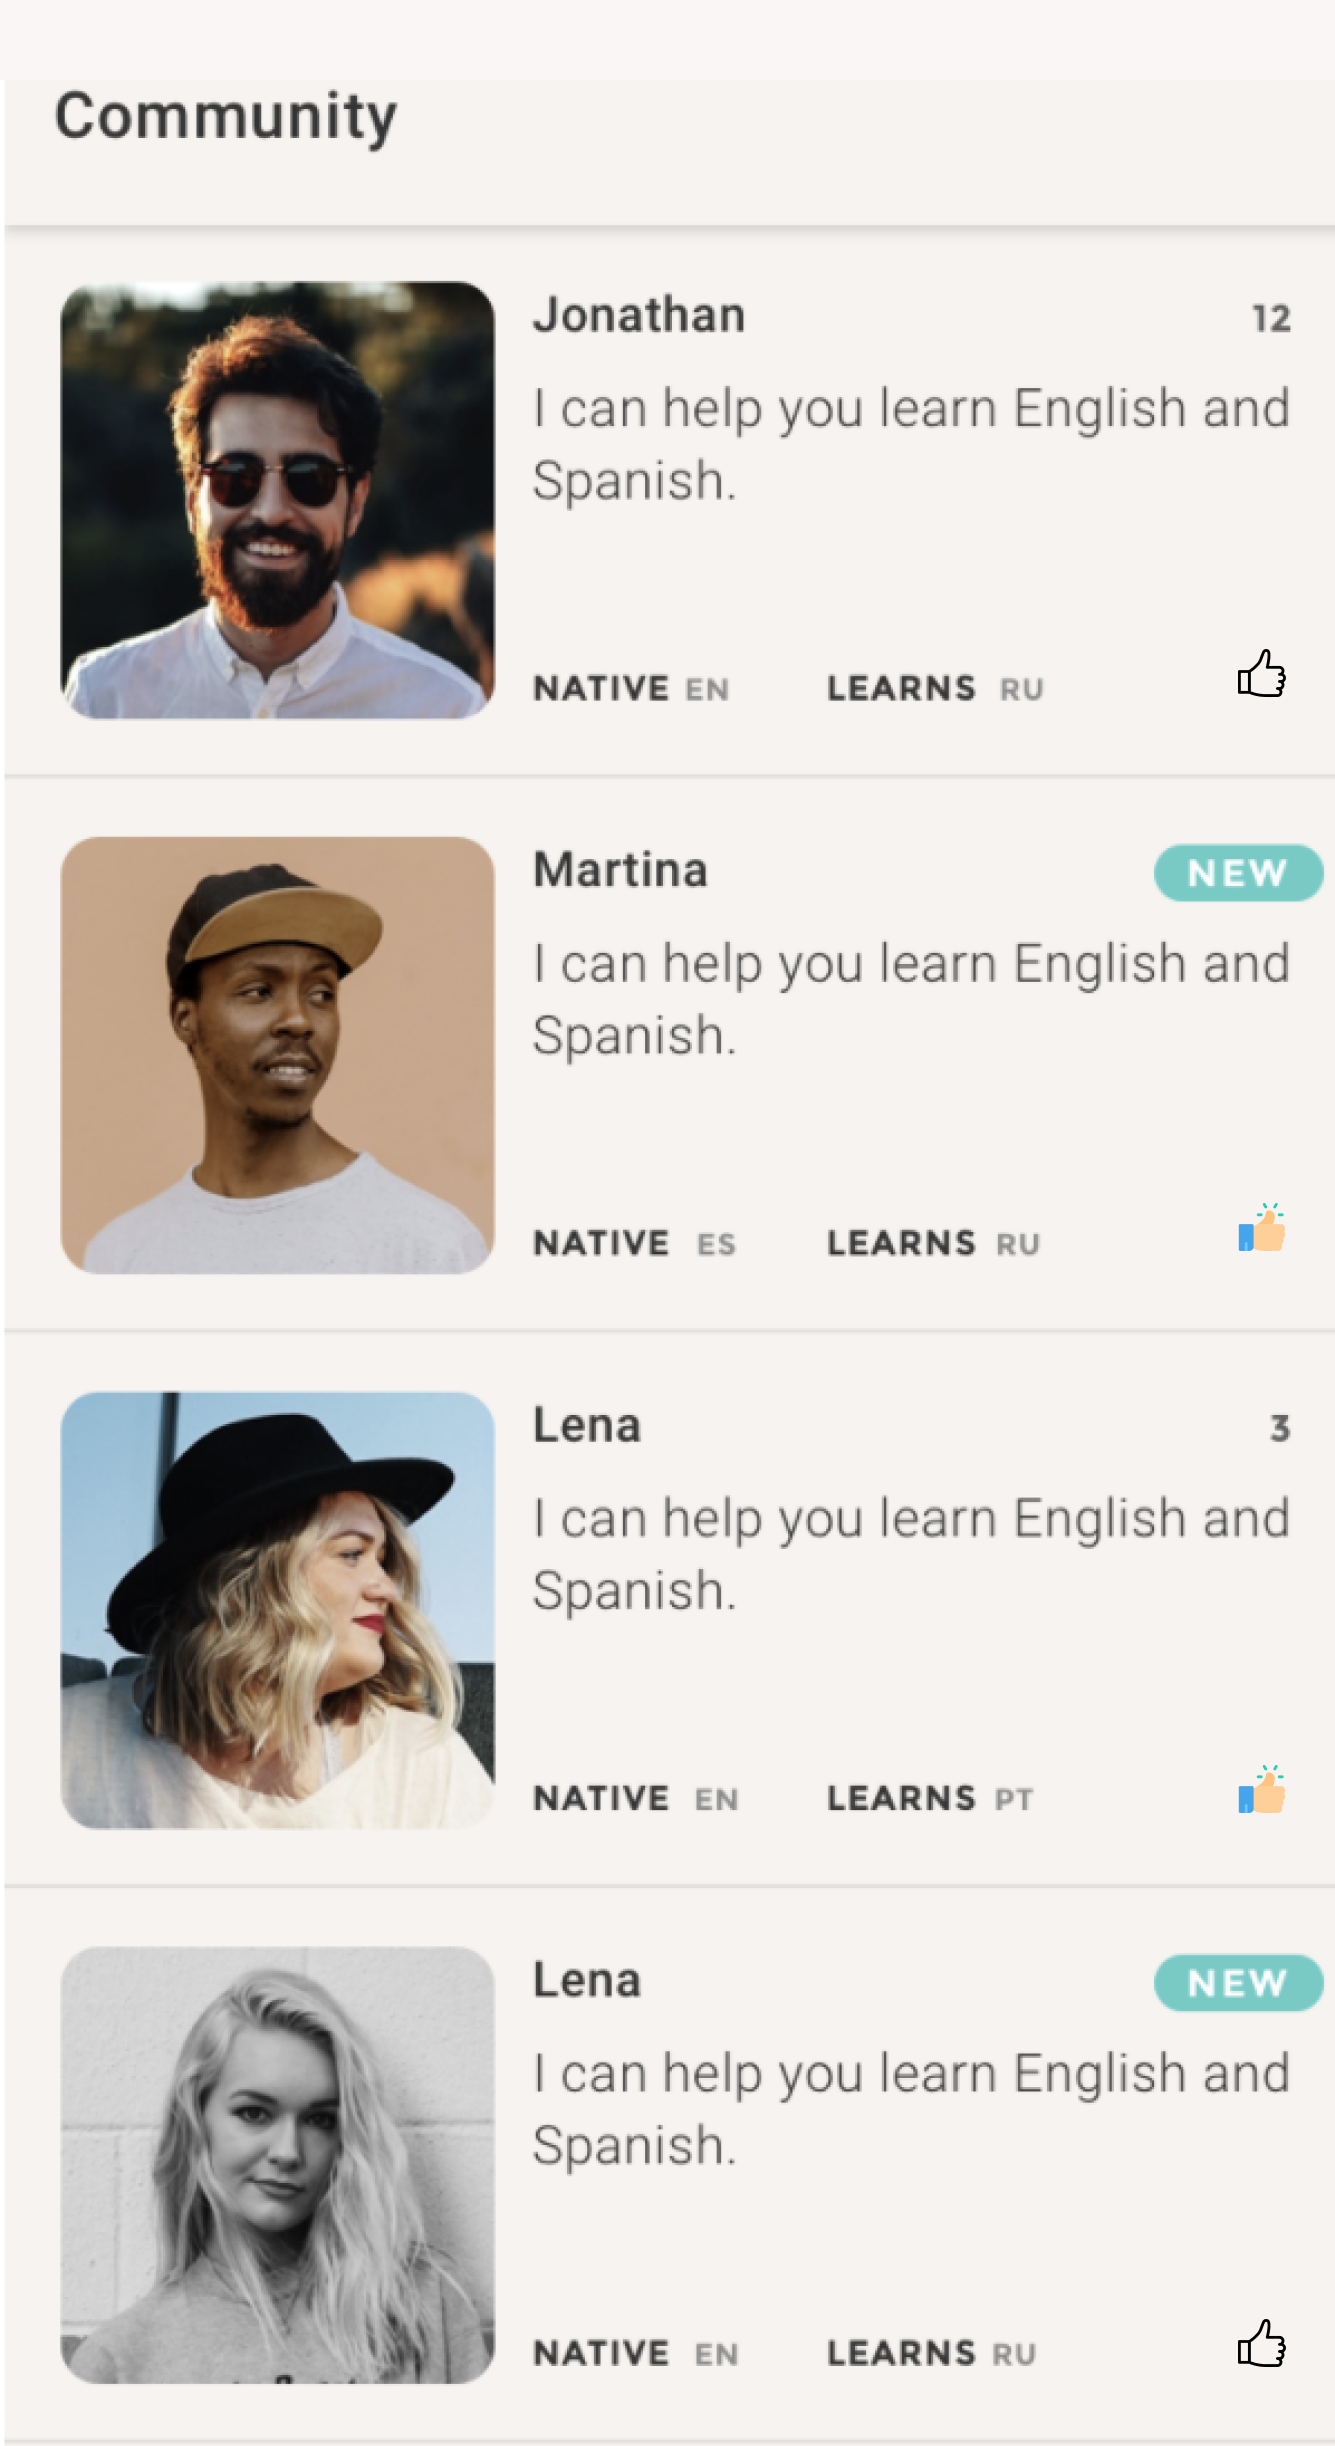 Community
Jonathan 12
I can help you learn English and
Spanish.
NATIVE EN LEARNS RU
Martina NEW
I can help you learn English and
Spanish.
NATIVE ES LEARNS RU
Lena 3
I can help you learn English and
Spanish.
NATIVE EN LEARNS PT
Lena NEW
I can help you learn English and
Spanish.
NATIVE EN LEARNS RU